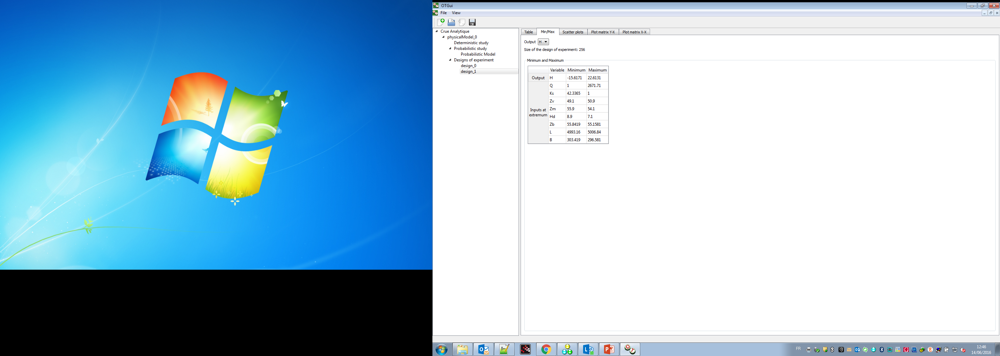 OTGui
File View
Crue Analytique
physicalModel_0
Deterministic study
Probabilistic study
Probabilistic Model
Designs of experiment
design_0
design_1
Table Min/Max Scatter plots Plot matrix Y-X Plot matrix X-X
Output H
Size of the design of experiment: 256
Minimum and Maximum
Variable Minimum Maximum
Output H -15.6171 22.6131
Inputs at extremum
Q 1 2671.71
Ks 42.3365 1
Zv 49.1 50.9
Zm 55.9 54.1
Hd 8.9 7.1
Zb 55.8419 55.1581
L 4993.16 5006.84
B 303.419 296.581
FR
12:46
14/06/2016